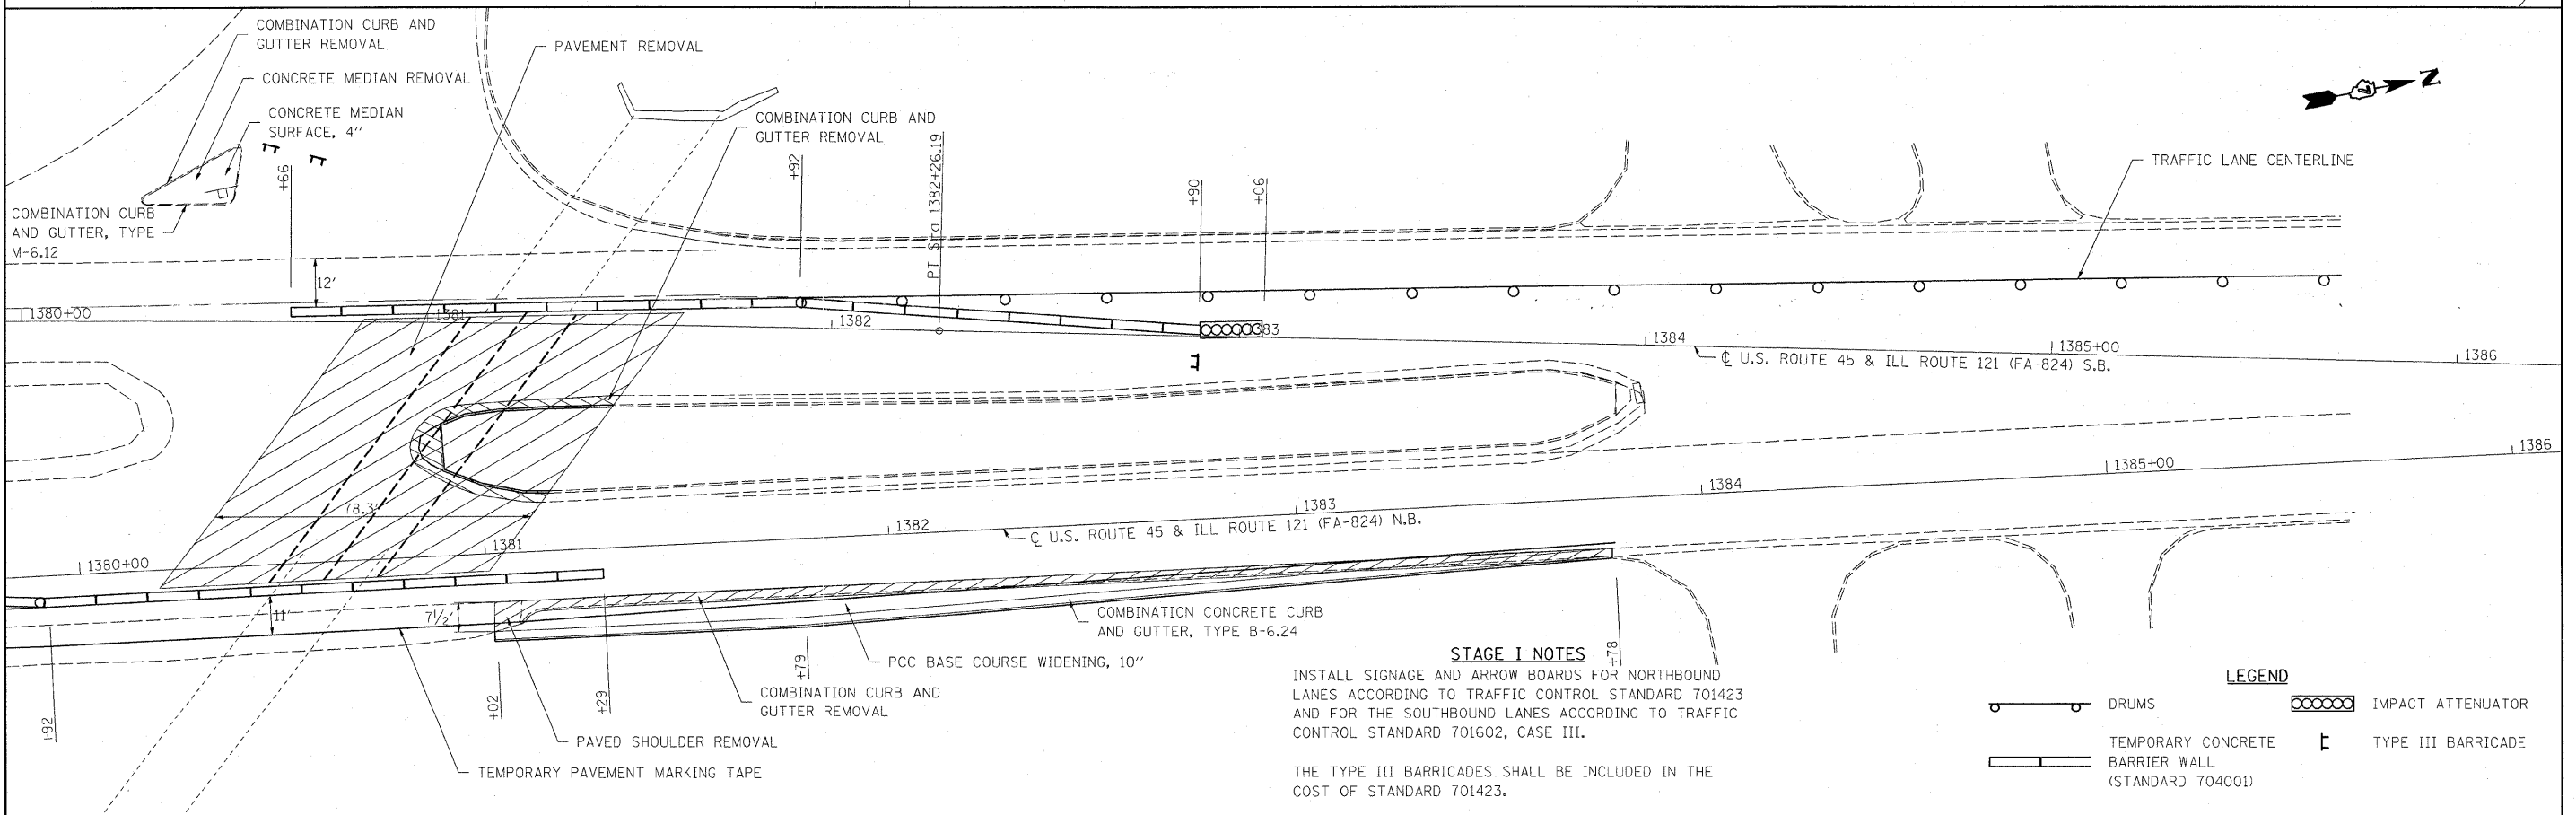 COMBINATION CURB AND
GUTTER REMOVAL
PAVEMENT REMOVAL
CONCRETE MEDIAN REMOVAL
CONCRETE MEDIAN
SURFACE, 4"
COMBINATION CURB AND
GUTTER REMOVAL
N
TRAFFIC LANE CENTERLINE
+66
+92
PT Sta 1382+26.19
+90
+06
COMBINATION CURB
AND GUTTER, TYPE
M-6.12
12'
1380+00
1381
1382
1383
1384
1385+00
1386
℄ U.S. ROUTE 45 & ILL ROUTE 121 (FA-824) S.B.
78.3'
1380+00
1381
1382
1383
1384
1385+00
1386
℄ U.S. ROUTE 45 & ILL ROUTE 121 (FA-824) N.B.
11'
7½'
COMBINATION CONCRETE CURB
AND GUTTER, TYPE B-6.24
PCC BASE COURSE WIDENING, 10"
COMBINATION CURB AND
GUTTER REMOVAL
PAVED SHOULDER REMOVAL
TEMPORARY PAVEMENT MARKING TAPE
+92
+02
+29
+79
+78
STAGE I NOTES
INSTALL SIGNAGE AND ARROW BOARDS FOR NORTHBOUND
LANES ACCORDING TO TRAFFIC CONTROL STANDARD 701423
AND FOR THE SOUTHBOUND LANES ACCORDING TO TRAFFIC
CONTROL STANDARD 701602, CASE III.
THE TYPE III BARRICADES SHALL BE INCLUDED IN THE
COST OF STANDARD 701423.
LEGEND
DRUMS
IMPACT ATTENUATOR
TEMPORARY CONCRETE
BARRIER WALL
(STANDARD 704001)
TYPE III BARRICADE